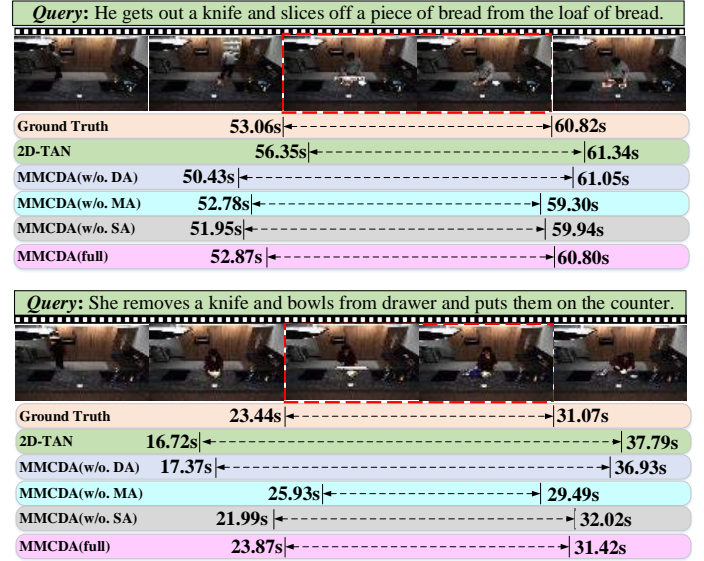 Query: He gets out a knife and slices off a piece of bread from the loaf of bread.
Ground Truth 53.06s 60.82s
2D-TAN 56.35s 61.34s
MMCDA(w/o. DA) 50.43s 61.05s
MMCDA(w/o. MA) 52.78s 59.30s
MMCDA(w/o. SA) 51.95s 59.94s
MMCDA(full) 52.87s 60.80s
Query: She removes a knife and bowls from drawer and puts them on the counter.
Ground Truth 23.44s 31.07s
2D-TAN 16.72s 37.79s
MMCDA(w/o. DA) 17.37s 36.93s
MMCDA(w/o. MA) 25.93s 29.49s
MMCDA(w/o. SA) 21.99s 32.02s
MMCDA(full) 23.87s 31.42s